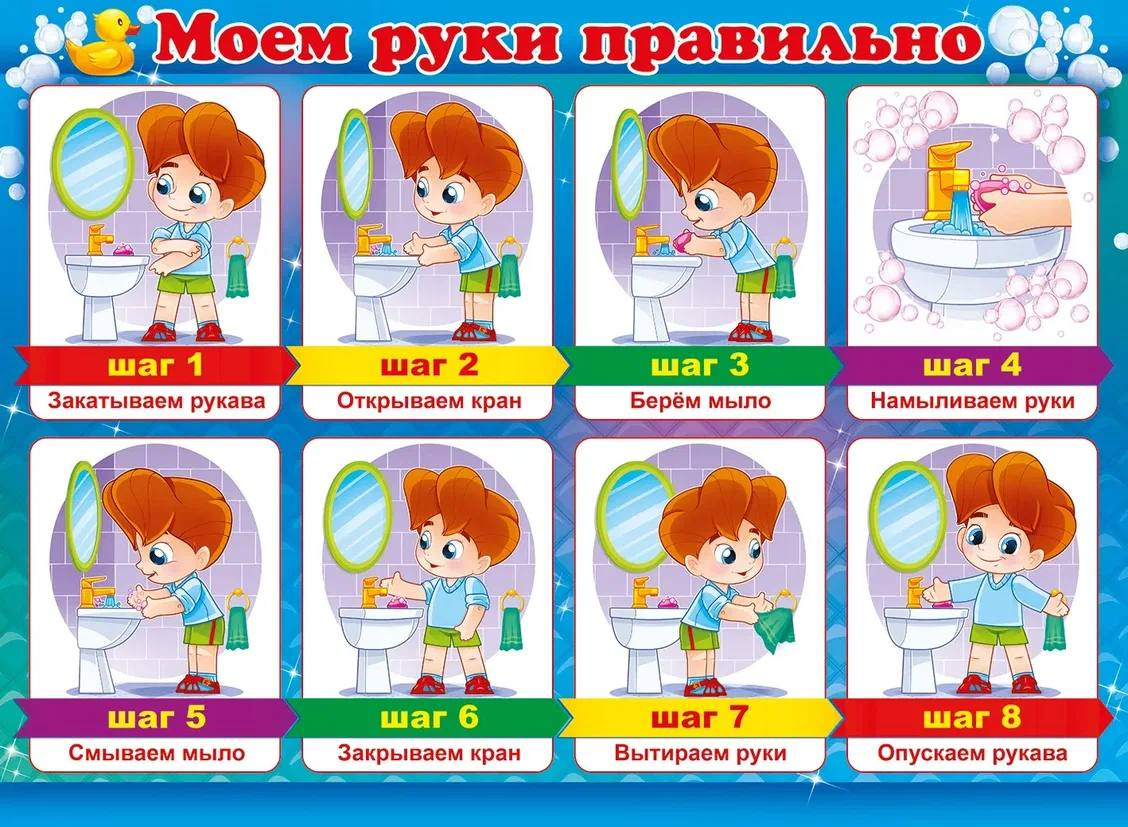 Моем руки правильно
шаг 1
Закатываем рукава
шаг 2
Открываем кран
шаг 3
Берём мыло
шаг 4
Намыливаем руки
шаг 5
Смываем мыло
шаг 6
Закрываем кран
шаг 7
Вытираем руки
шаг 8
Опускаем рукава